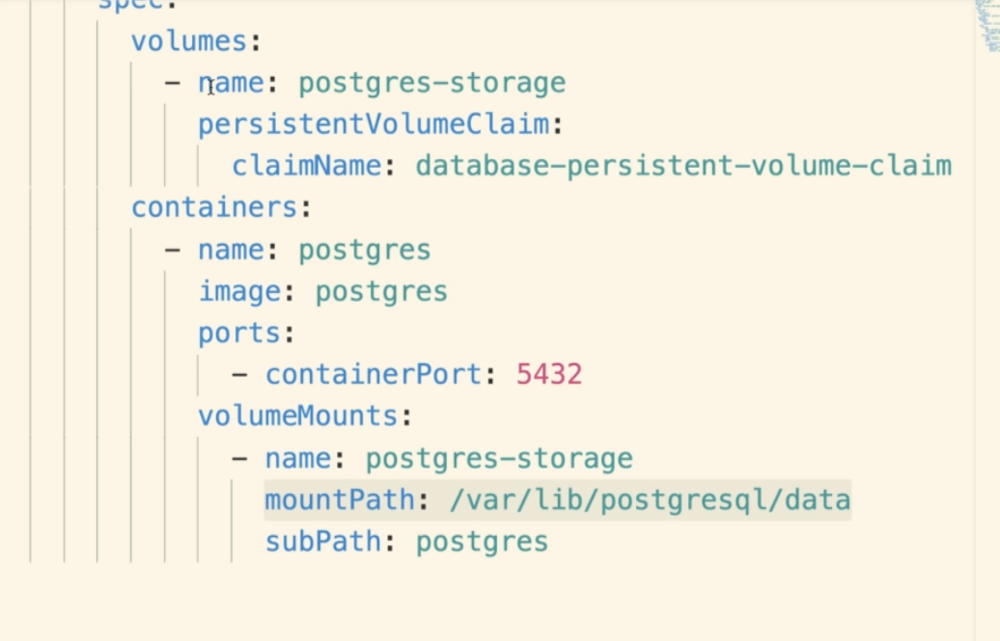 spec:
volumes:
- name: postgres-storage
persistentVolumeClaim:
claimName: database-persistent-volume-claim
containers:
- name: postgres
image: postgres
ports:
- containerPort: 5432
volumeMounts:
- name: postgres-storage
mountPath: /var/lib/postgresql/data
subPath: postgres